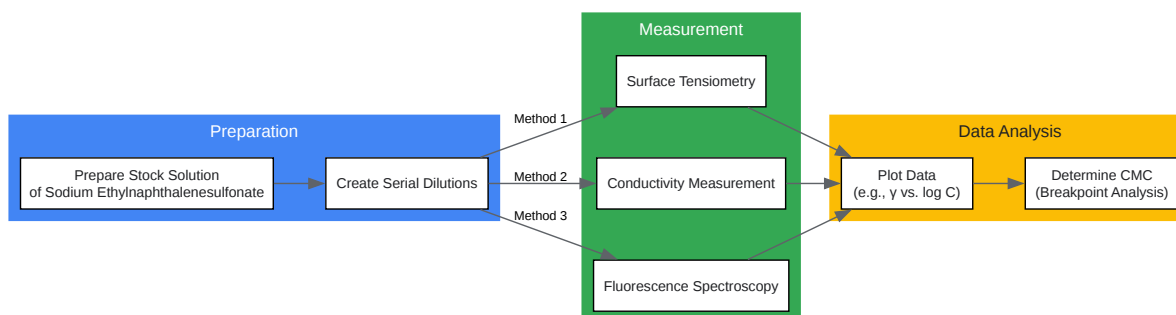 Preparation
Prepare Stock Solution
of Sodium Ethylnaphthalenesulfonate
Create Serial Dilutions
Method 1
Method 2
Method 3
Measurement
Surface Tensiometry
Conductivity Measurement
Fluorescence Spectroscopy
Data Analysis
Plot Data
(e.g., γ vs. log C)
Determine CMC
(Breakpoint Analysis)